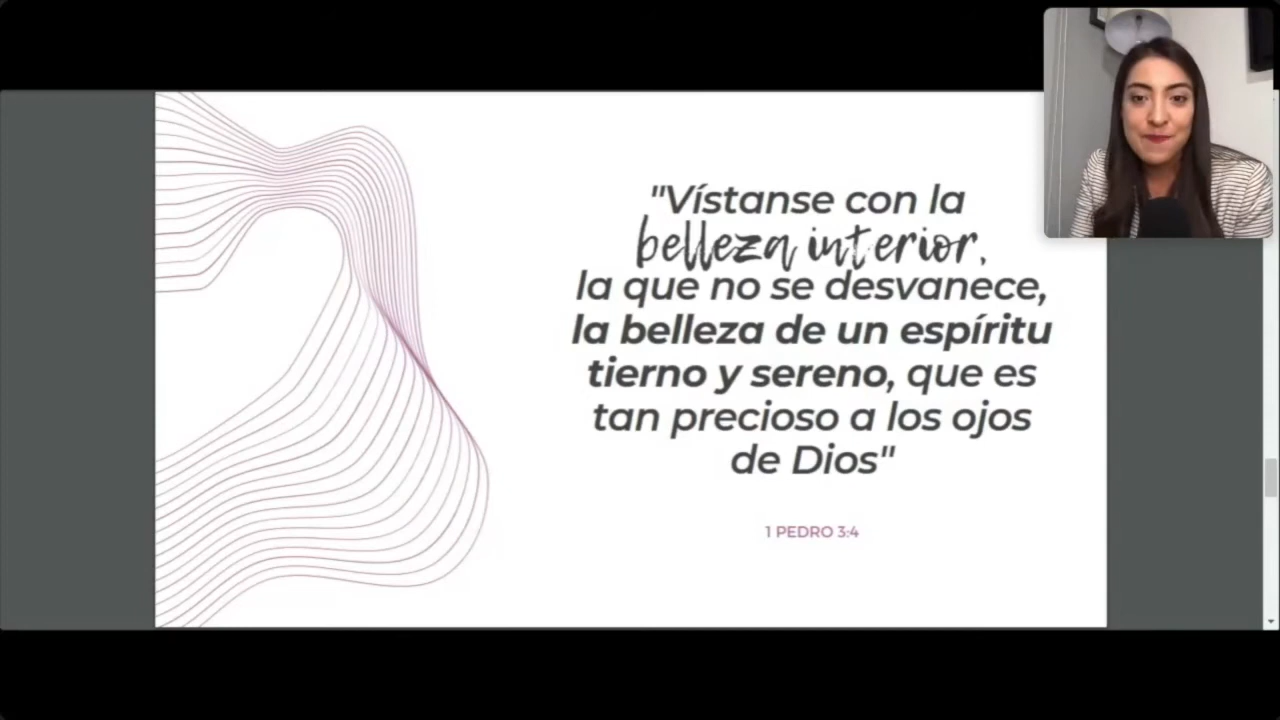 "Vístanse con la
belleza interior,
la que no se desvanece,
la belleza de un espíritu
tierno y sereno, que es
tan precioso a los ojos
de Dios"
1 PEDRO 3:4